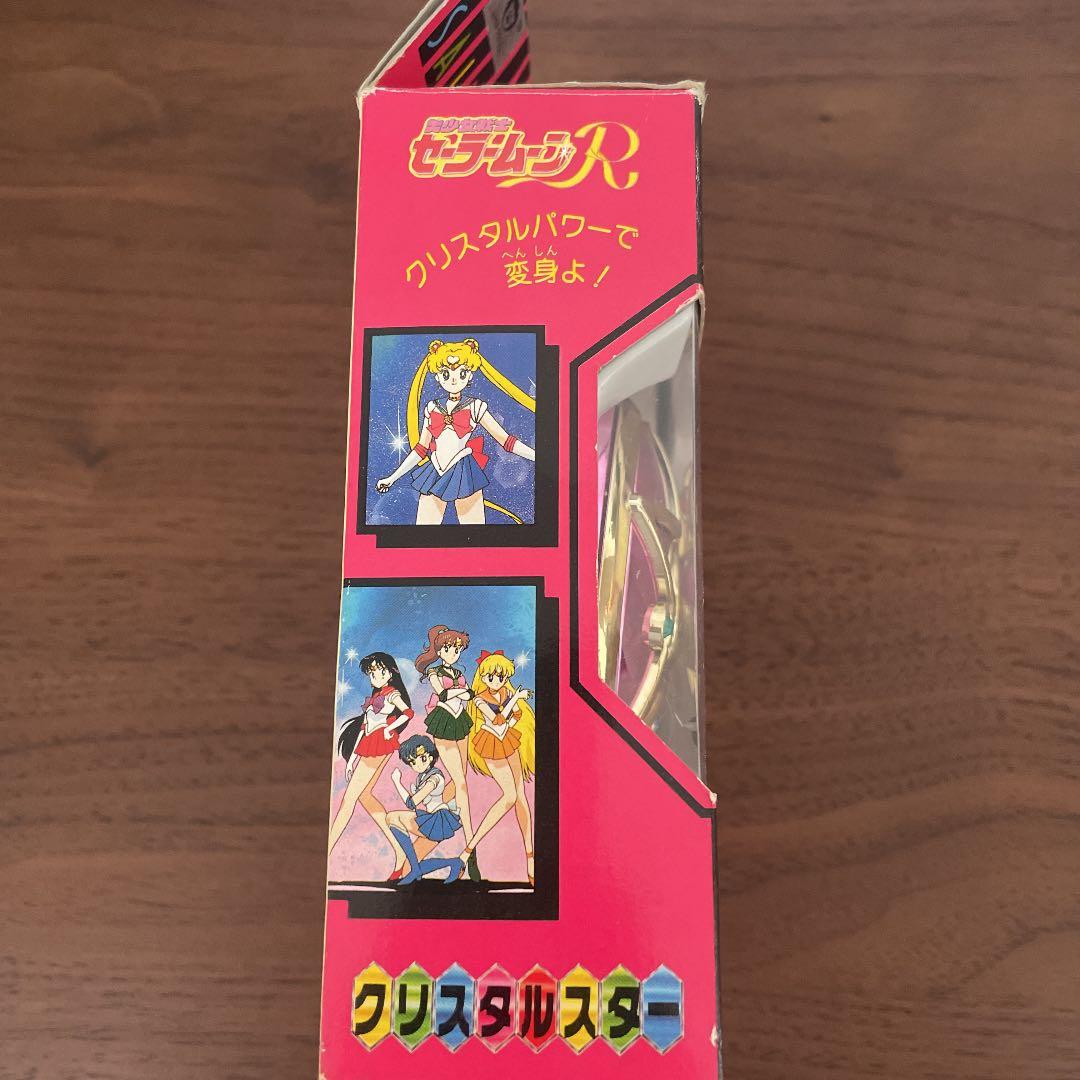 SAIL
美少女戦士
セーラームーンR
クリスタルパワーで
へんしん
変身よ！
クリスタルスター